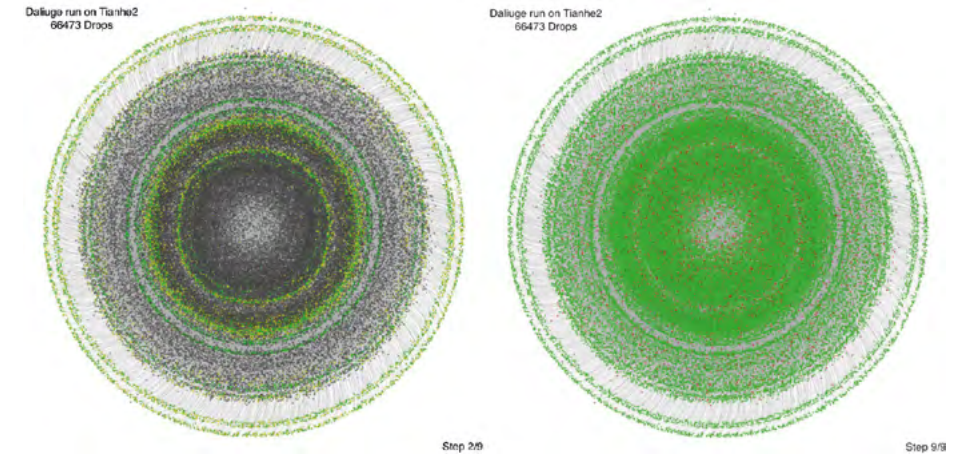 Daliuge run on Tianhe2
66473 Drops
Step 2/9
Daliuge run on Tianhe2
66473 Drops
Step 9/9